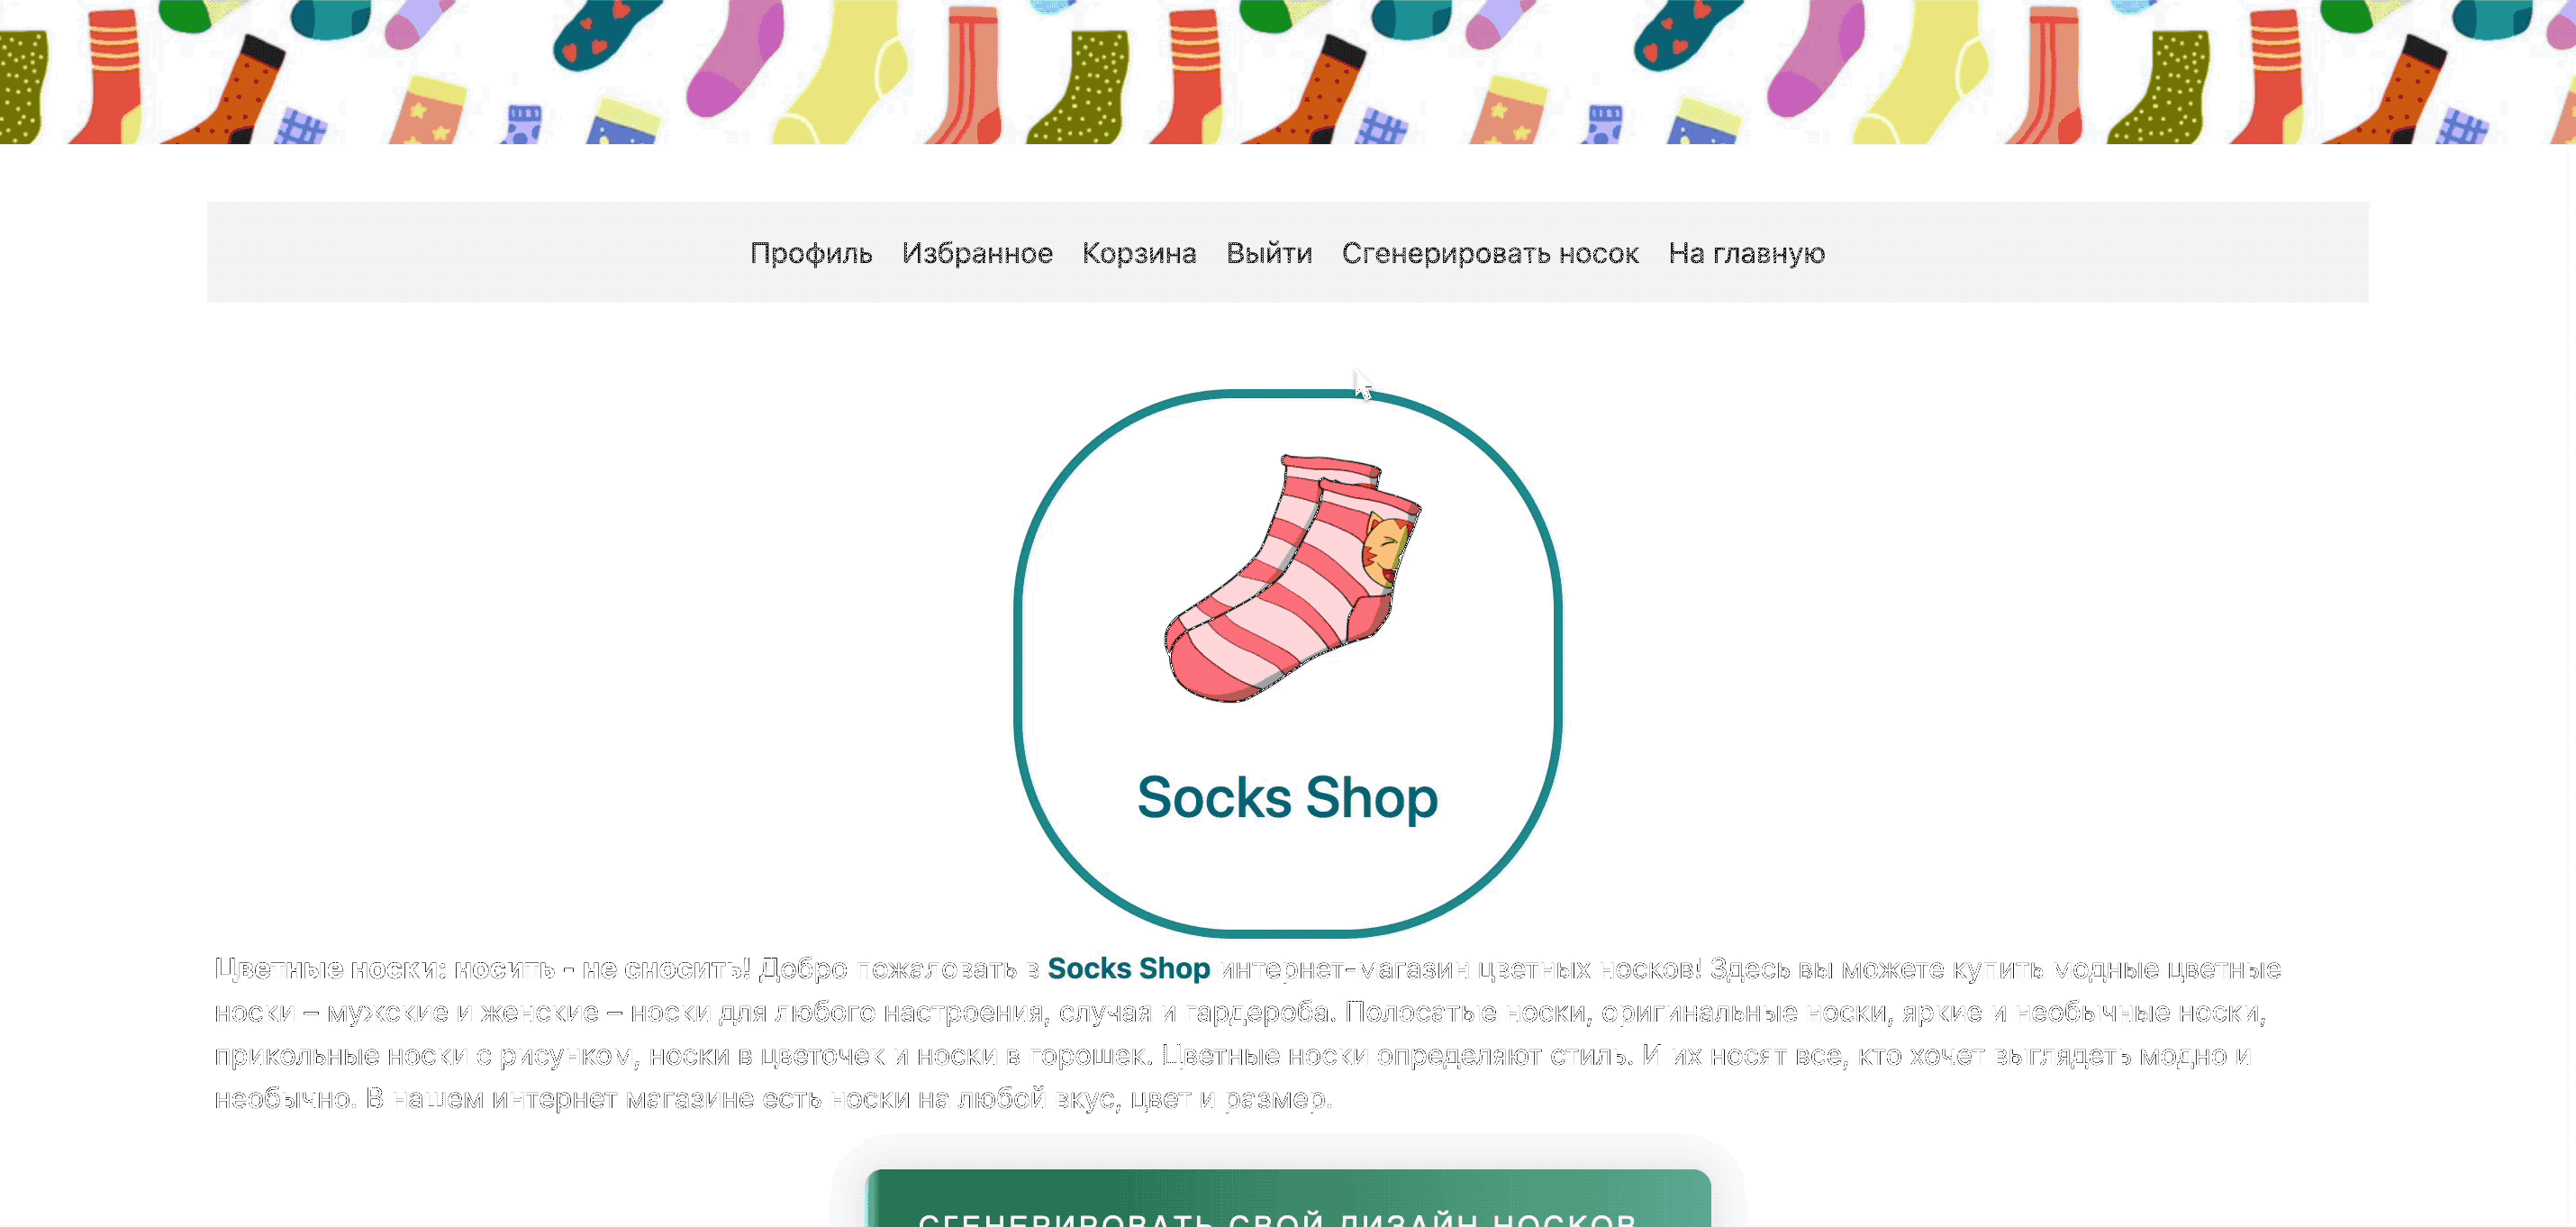 Профиль Избранное Корзина Выйти Сгенерировать носок На главную
Socks Shop
Цветные носки: носить - не сносить! Добро пожаловать в Socks Shop интернет-магазин цветных носков! Здесь вы можете купить модные цветные
носки – мужские и женские – носки для любого настроения, случая и гардероба. Полосатые носки, оригинальные носки, яркие и необычные носки,
прикольные носки с рисунком, носки в цветочек и носки в горошек. Цветные носки определяют стиль. И их носят все, кто хочет выглядеть модно и
необычно. В нашем интернет магазине есть носки на любой вкус, цвет и размер.
СГЕНЕРИРОВАТЬ СВОЙ ДИЗАЙН НОСКОВ